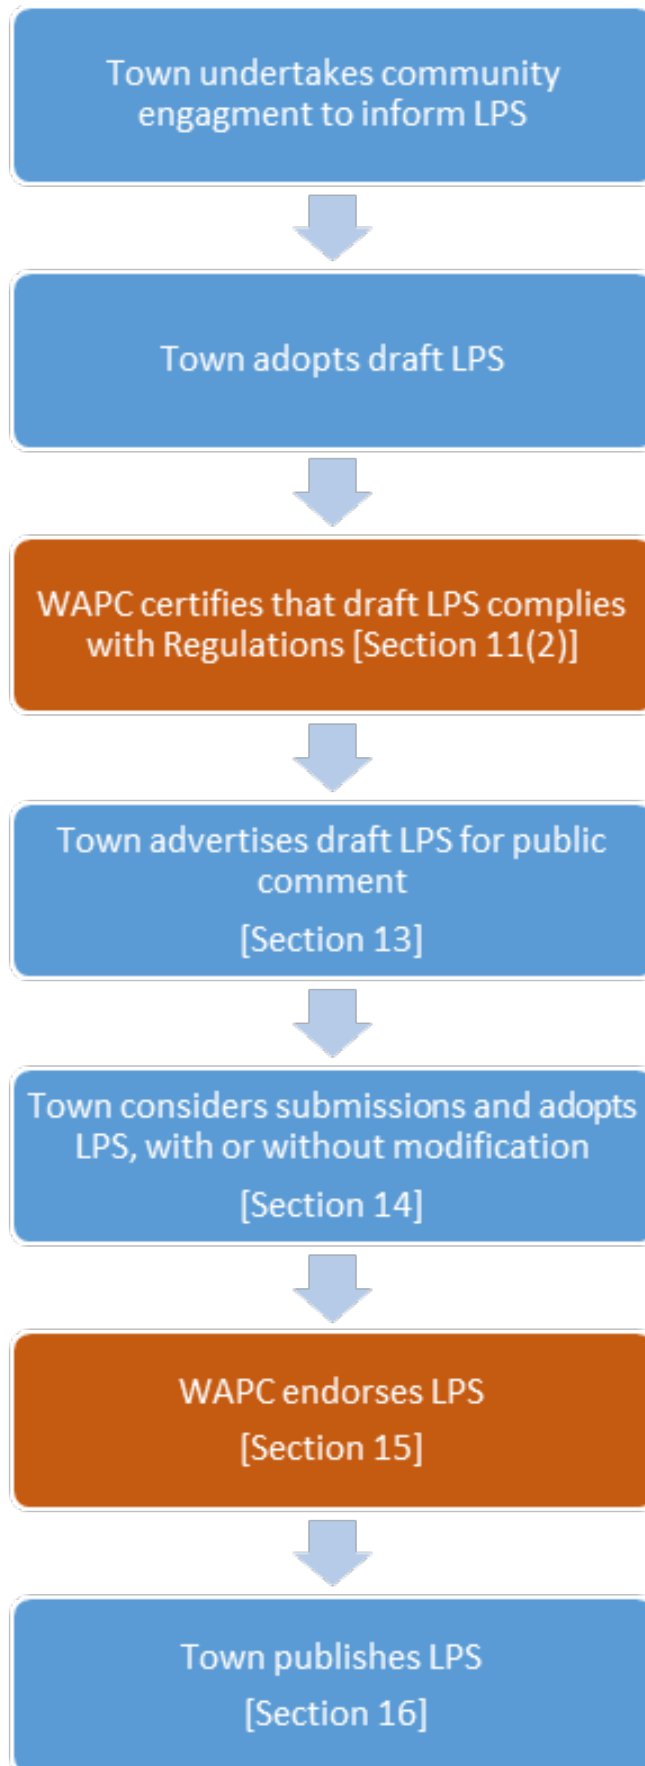 Town undertakes community
engagment to inform LPS
Town adopts draft LPS
WAPC certifies that draft LPS complies
with Regulations [Section 11(2)]
Town advertises draft LPS for public
comment
[Section 13]
Town considers submissions and adopts
LPS, with or without modification
[Section 14]
WAPC endorses LPS
[Section 15]
Town publishes LPS
[Section 16]